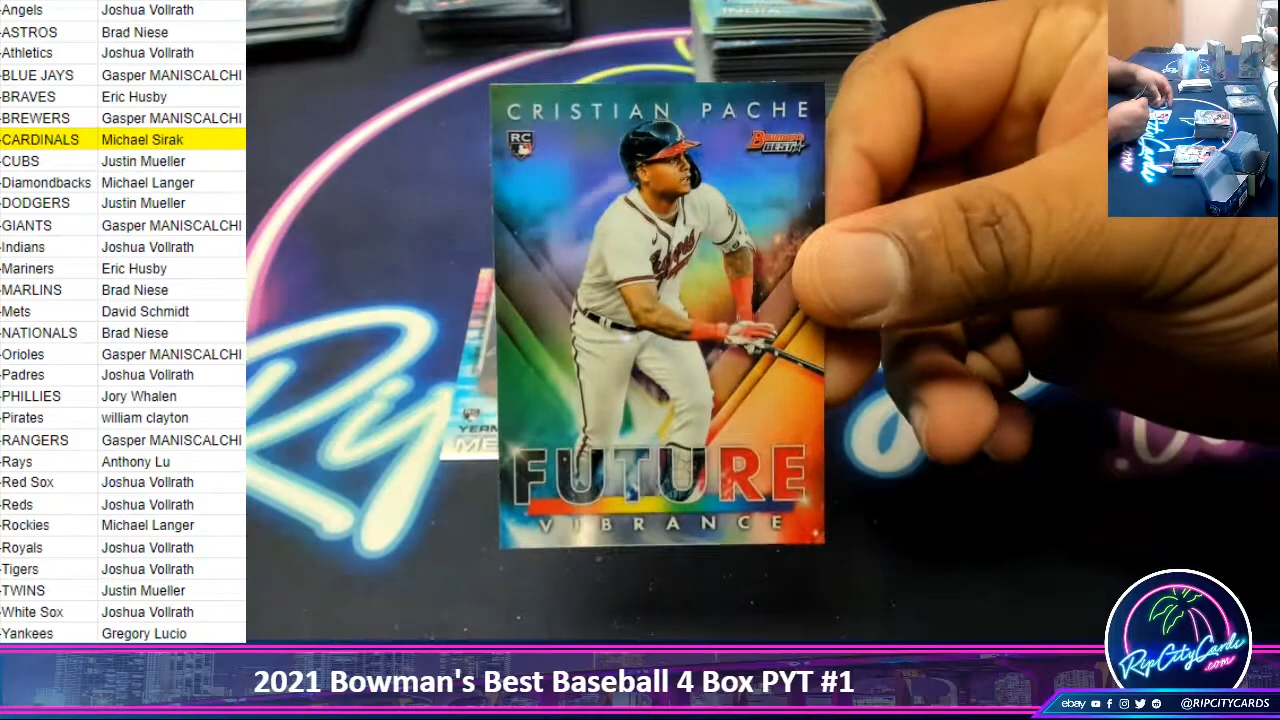 -Angels Joshua Vollrath
-ASTROS Brad Niese
-Athletics Joshua Vollrath
-BLUE JAYS Gasper MANISCALCHI
-BRAVES Eric Husby
-BREWERS Gasper MANISCALCHI
-CARDINALS Michael Sirak
-CUBS Justin Mueller
-Diamondbacks Michael Langer
-DODGERS Justin Mueller
-GIANTS Gasper MANISCALCHI
-Indians Joshua Vollrath
-Mariners Eric Husby
-MARLINS Brad Niese
-Mets David Schmidt
-NATIONALS Brad Niese
-Orioles Gasper MANISCALCHI
-Padres Joshua Vollrath
-PHILLIES Jory Whalen
-Pirates william clayton
-RANGERS Gasper MANISCALCHI
-Rays Anthony Lu
-Red Sox Joshua Vollrath
-Reds Joshua Vollrath
-Rockies Michael Langer
-Royals Joshua Vollrath
-Tigers Joshua Vollrath
-TWINS Justin Mueller
-White Sox Joshua Vollrath
-Yankees Gregory Lucio
CRISTIAN PACHE
RC
BOWMAN'S
BEST
Braves
FUTURE
VIBRANCE
YERM
ME
Rip
2021 Bowman's Best Baseball 4 Box PYT #1
RipCityCards
.com
ebay @RIPCITYCARDS